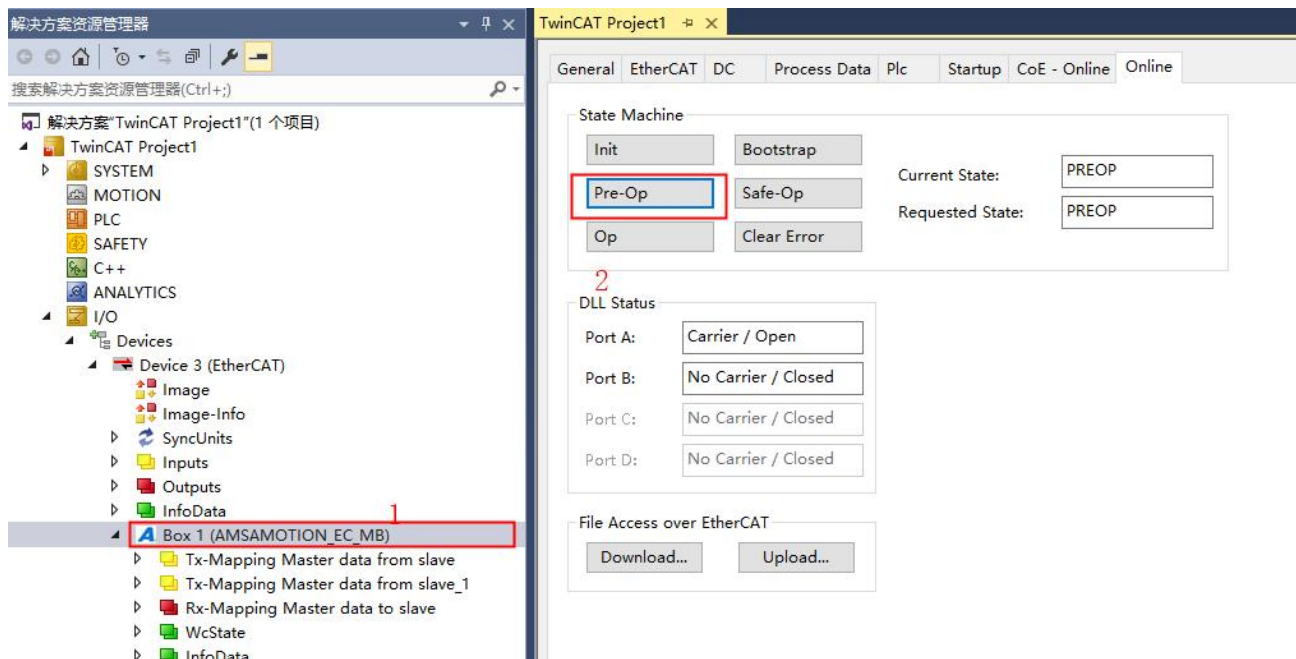 解决方案资源管理器
搜索解决方案资源管理器(Ctrl+;)
解决方案"TwinCAT Project1"(1 个项目)
TwinCAT Project1
SYSTEM
MOTION
PLC
SAFETY
C++
ANALYTICS
I/O
Devices
Device 3 (EtherCAT)
Image
Image-Info
SyncUnits
Inputs
Outputs
InfoData
1
Box 1 (AMSAMOTION_EC_MB)
Tx-Mapping Master data from slave
Tx-Mapping Master data from slave_1
Rx-Mapping Master data to slave
WcState
InfoData
TwinCAT Project1
General EtherCAT DC Process Data Plc Startup CoE - Online Online
State Machine
Init Bootstrap
Pre-Op Safe-Op
Op Clear Error
Current State: PREOP
Requested State: PREOP
2
DLL Status
Port A: Carrier / Open
Port B: No Carrier / Closed
Port C: No Carrier / Closed
Port D: No Carrier / Closed
File Access over EtherCAT
Download... Upload...